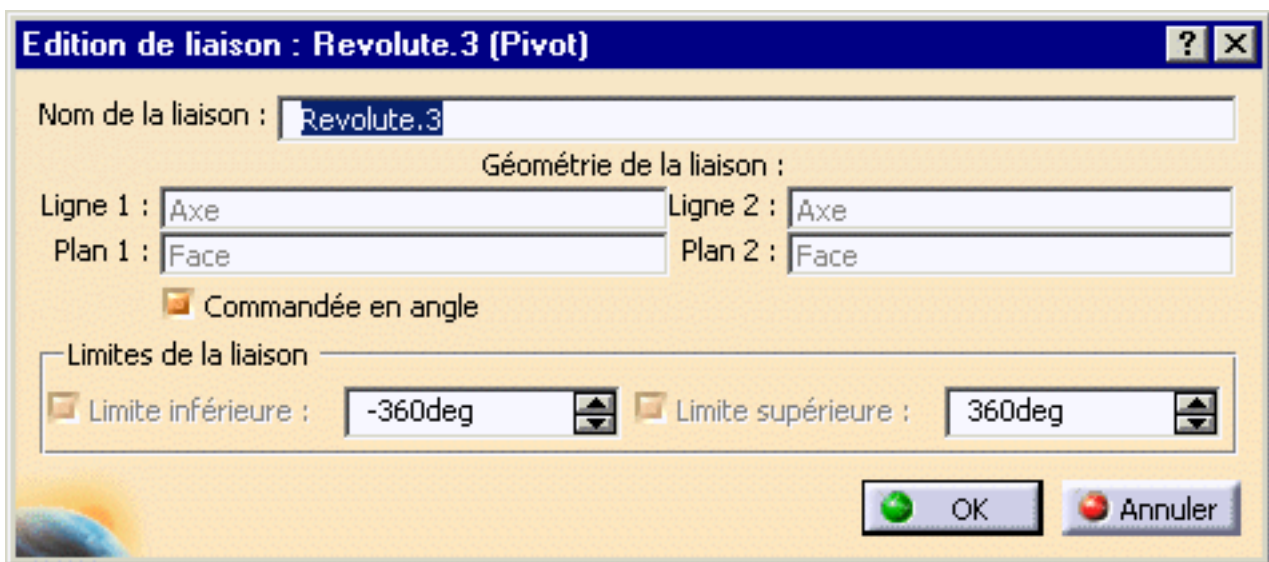 Edition de liaison : Revolute.3 (Pivot)
Nom de la liaison : Revolute.3
Géométrie de la liaison :
Ligne 1 : Axe Ligne 2 : Axe
Plan 1 : Face Plan 2 : Face
Commandée en angle
Limites de la liaison
Limite inférieure : -360deg Limite supérieure : 360deg
OK Annuler